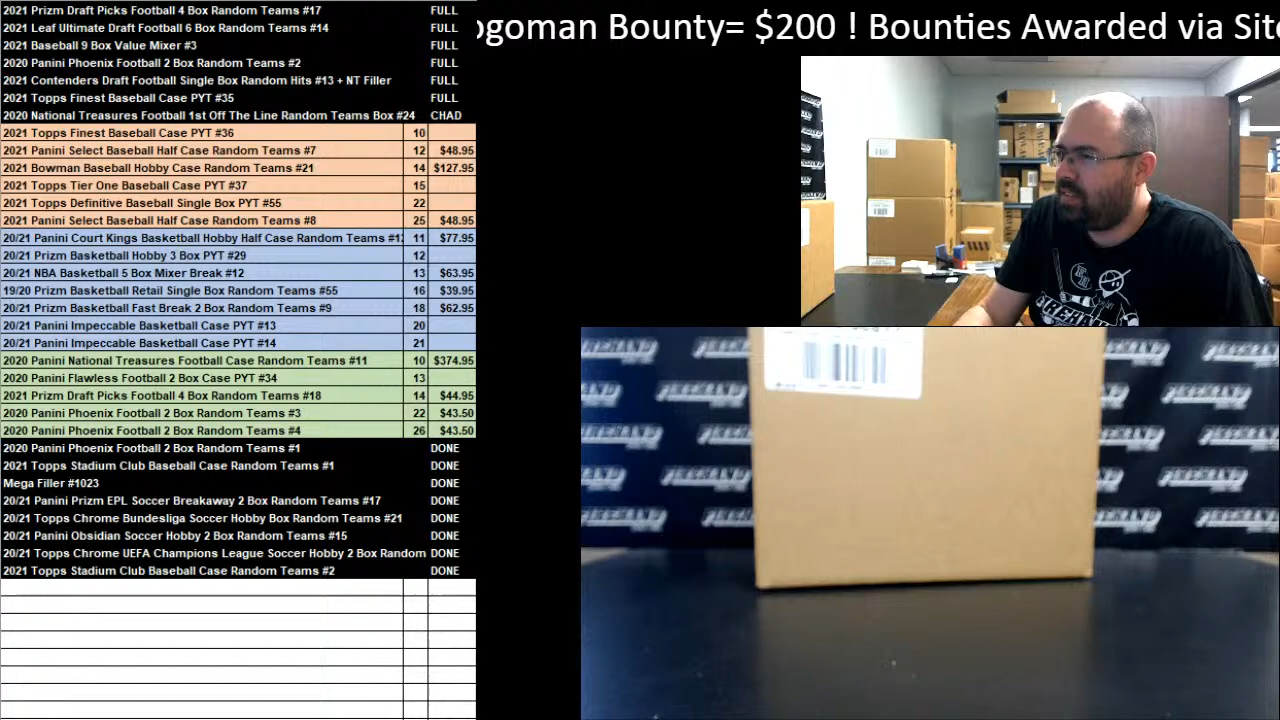 2021 Prizm Draft Picks Football 4 Box Random Teams #17 FULL
2021 Leaf Ultimate Draft Football 6 Box Random Teams #14 FULL
2021 Baseball 9 Box Value Mixer #3 FULL
2020 Panini Phoenix Football 2 Box Random Teams #2 FULL
2021 Contenders Draft Football Single Box Random Hits #13 + NT Filler FULL
2021 Topps Finest Baseball Case PYT #35 FULL
2020 National Treasures Football 1st Off The Line Random Teams Box #24 CHAD
2021 Topps Finest Baseball Case PYT #36 10
2021 Panini Select Baseball Half Case Random Teams #7 12 $48.95
2021 Bowman Baseball Hobby Case Random Teams #21 14 $127.95
2021 Topps Tier One Baseball Case PYT #37 15
2021 Topps Definitive Baseball Single Box PYT #55 22
2021 Panini Select Baseball Half Case Random Teams #8 25 $48.95
20/21 Panini Court Kings Basketball Hobby Half Case Random Teams 11 $77.95
20/21 Prizm Basketball Hobby 3 Box PYT #29 12
20/21 NBA Basketball 5 Box Mixer Break #12 13 $63.95
19/20 Prizm Basketball Retail Single Box Random Teams #55 16 $39.95
20/21 Prizm Basketball Fast Break 2 Box Random Teams #9 18 $62.95
20/21 Panini Impeccable Basketball Case PYT #13 20
20/21 Panini Impeccable Basketball Case PYT #14 21
2020 Panini National Treasures Football Case Random Teams #11 10 $374.95
2020 Panini Flawless Football 2 Box Case PYT #34 13
2021 Prizm Draft Picks Football 4 Box Random Teams #18 14 $44.95
2020 Panini Phoenix Football 2 Box Random Teams #3 22 $43.50
2020 Panini Phoenix Football 2 Box Random Teams #4 26 $43.50
2020 Panini Phoenix Football 2 Box Random Teams #1 DONE
2021 Topps Stadium Club Baseball Case Random Teams #1 DONE
Mega Filler #1023 DONE
20/21 Panini Prizm EPL Soccer Breakaway 2 Box Random Teams #17 DONE
20/21 Topps Chrome Bundesliga Soccer Hobby Box Random Teams #21 DONE
20/21 Panini Obsidian Soccer Hobby 2 Box Random Teams #15 DONE
20/21 Topps Chrome UEFA Champions League Soccer Hobby 2 Box Random DONE
2021 Topps Stadium Club Baseball Case Random Teams #2 DONE
ogoman Bounty= $200 ! Bounties Awarded via Site